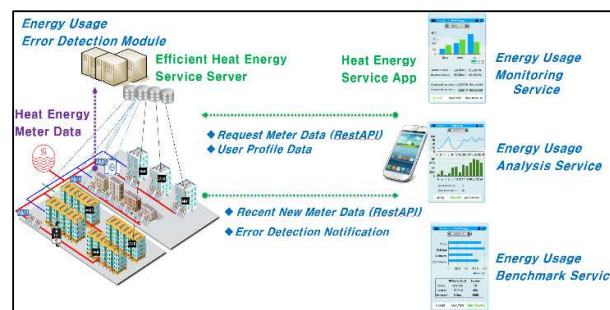 Energy Usage
Error Detection Module
Efficient Heat Energy
Service Server
Heat Energy
Service App
Energy Usage
Monitoring
Service
Heat Energy
Meter Data
Request Meter Data (RestAPI)
User Profile Data
Energy Usage
Analysis Service
Recent New Meter Data (RestAPI)
Error Detection Notification
Energy Usage
Benchmark Service